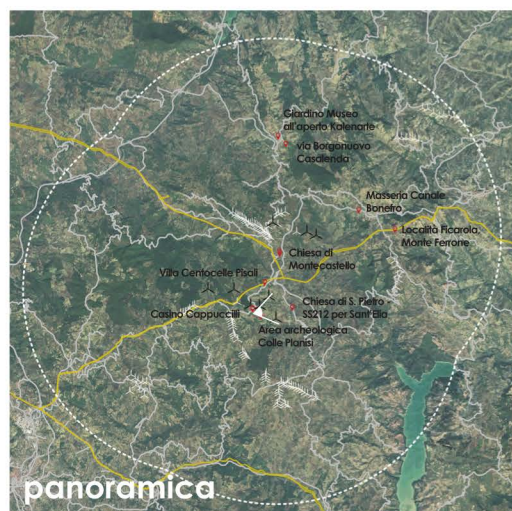 Giardino Museo
all'aperto Kalenarte
via Borgonuovo
Casalenda
Masseria Canale
Bonetro
Località Ficarola,
Monte Ferrone
Chiesa di
Montecastello
Villa Centocelle Pisali
Chiesa di S. Pietro -
SS212 per Sant'Elia
Casino Cappuccilli
Area archeologica
Colle Planisi
panoramica